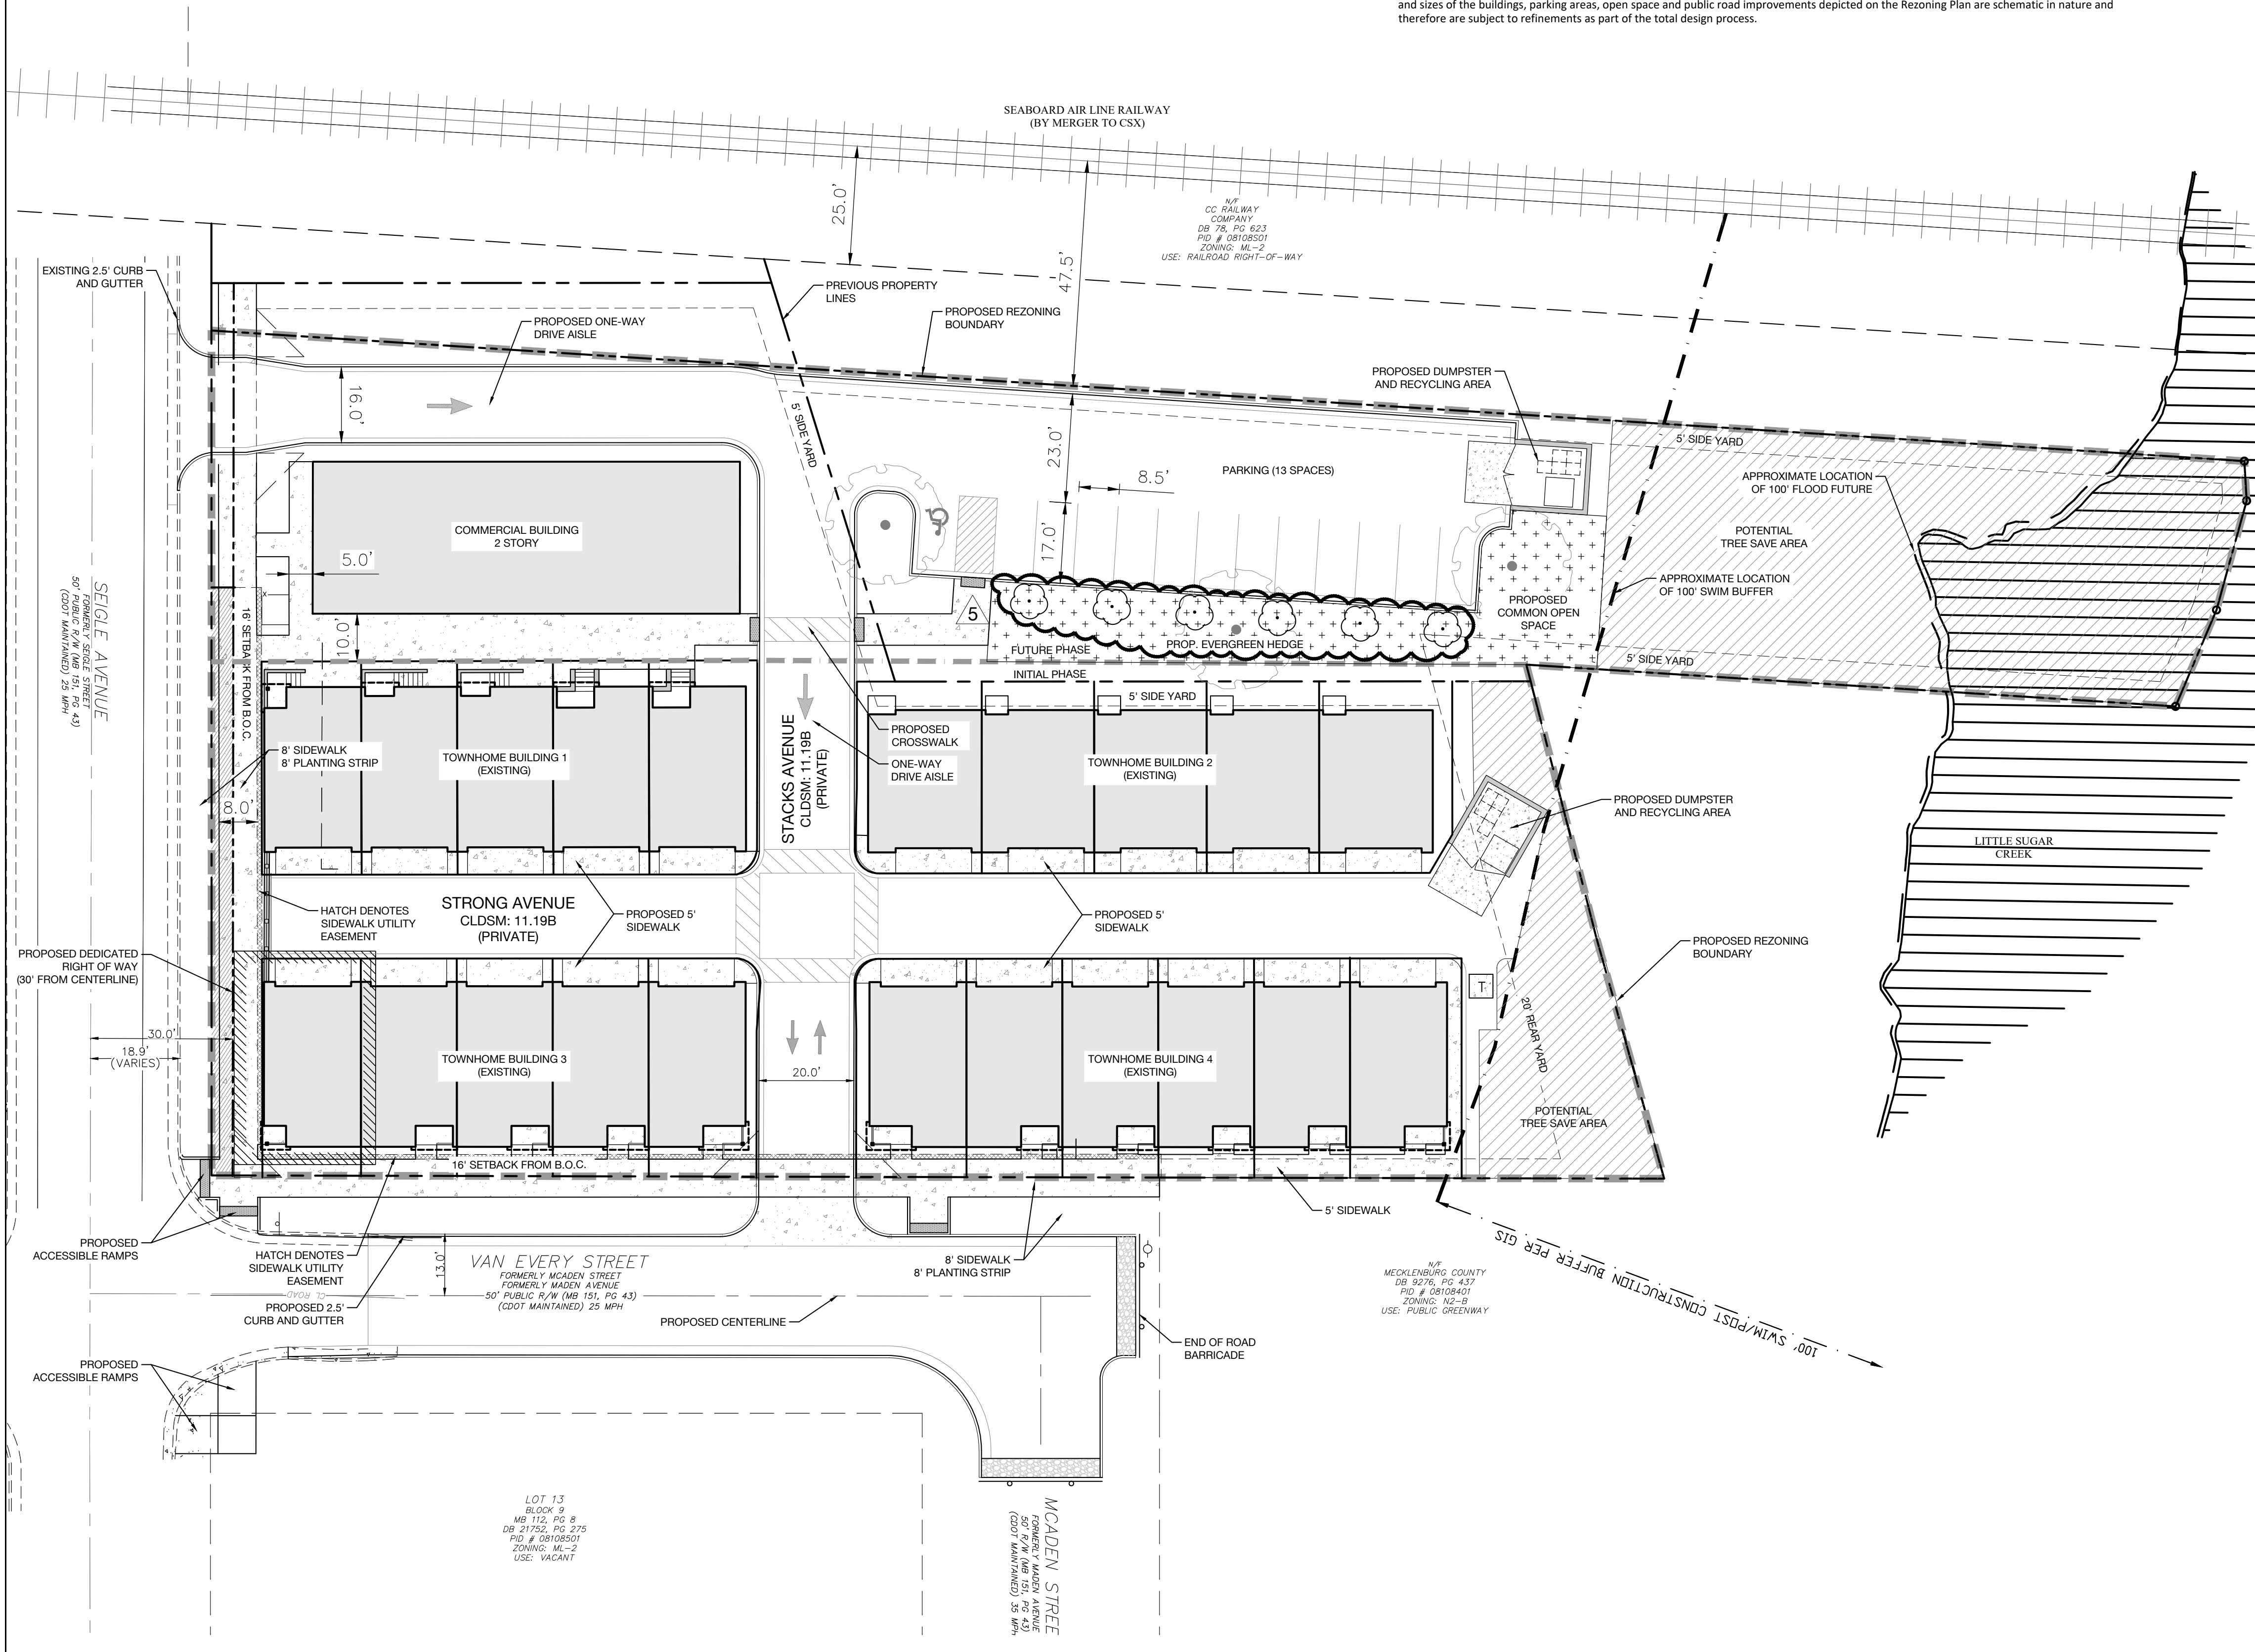 and sizes of the buildings, parking areas, open space and public road improvements depicted on the Rezoning Plan are schematic in nature and
therefore are subject to refinements as part of the total design process.
SEABOARD AIR LINE RAILWAY
(BY MERGER TO CSX)
25.0'
47.5'
N/F
CC RAILWAY
COMPANY
DB 78, PG 623
PID # 08108S01
ZONING: ML-2
USE: RAILROAD RIGHT-OF-WAY
EXISTING 2.5' CURB
AND GUTTER
PREVIOUS PROPERTY
LINES
PROPOSED ONE-WAY
DRIVE AISLE
PROPOSED REZONING
BOUNDARY
PROPOSED DUMPSTER
AND RECYCLING AREA
19.0'
5' SIDE YARD
23.0'
8.5'
17.0'
PARKING (13 SPACES)
5' SIDE YARD
APPROXIMATE LOCATION
OF 100' FLOOD FUTURE
POTENTIAL
TREE SAVE AREA
COMMERCIAL BUILDING
2 STORY
5.0'
10.0'
APPROXIMATE LOCATION
OF 100' SWIM BUFFER
PROPOSED
COMMON OPEN
SPACE
5
FUTURE PHASE
PROP. EVERGREEN HEDGE
INITIAL PHASE
5' SIDE YARD
5' SIDE YARD
SEIGLE AVENUE
FORMERLY SEIGLE STREET
50' PUBLIC R/W (MB 151, PG 43)
(CDOT MAINTAINED) 25 MPH
16' SETBACK FROM B.O.C.
x
8' SIDEWALK
8' PLANTING STRIP
8.0'
TOWNHOME BUILDING 1
(EXISTING)
STACKS AVENUE
CLDSM: 11.19B
(PRIVATE)
PROPOSED
CROSSWALK
ONE-WAY
DRIVE AISLE
TOWNHOME BUILDING 2
(EXISTING)
PROPOSED DUMPSTER
AND RECYCLING AREA
LITTLE SUGAR
CREEK
HATCH DENOTES
SIDEWALK UTILITY
EASEMENT
STRONG AVENUE
CLDSM: 11.19B
(PRIVATE)
PROPOSED 5'
SIDEWALK
PROPOSED 5'
SIDEWALK
PROPOSED REZONING
BOUNDARY
PROPOSED DEDICATED
RIGHT OF WAY
(30' FROM CENTERLINE)
T
20' REAR YARD
30.0'
18.9'
(VARIES)
TOWNHOME BUILDING 3
(EXISTING)
20.0'
TOWNHOME BUILDING 4
(EXISTING)
POTENTIAL
TREE SAVE AREA
16' SETBACK FROM B.O.C.
5' SIDEWALK
PROPOSED
ACCESSIBLE RAMPS
HATCH DENOTES
SIDEWALK UTILITY
EASEMENT
13.0'
VAN EVERY STREET
FORMERLY MCADEN STREET
FORMERLY MADEN AVENUE
50' PUBLIC R/W (MB 151, PG 43)
(CDOT MAINTAINED) 25 MPH
8' SIDEWALK
8' PLANTING STRIP
100' SWIM/POST CONSTRUCTION BUFFER PER GIS
N/F
MECKLENBURG COUNTY
DB 9276, PG 437
PID # 08108401
ZONING: N2-B
USE: PUBLIC GREENWAY
CL ROAD
PROPOSED 2.5'
CURB AND GUTTER
PROPOSED CENTERLINE
END OF ROAD
BARRICADE
PROPOSED
ACCESSIBLE RAMPS
LOT 13
BLOCK 9
MB 112, PG 8
DB 21752, PG 275
PID # 08108501
ZONING: ML-2
USE: VACANT
MCADEN STREE
FORMERLY MADEN AVENUE
50' R/W (MB 151, PG 43)
(CDOT MAINTAINED) 35 MPH